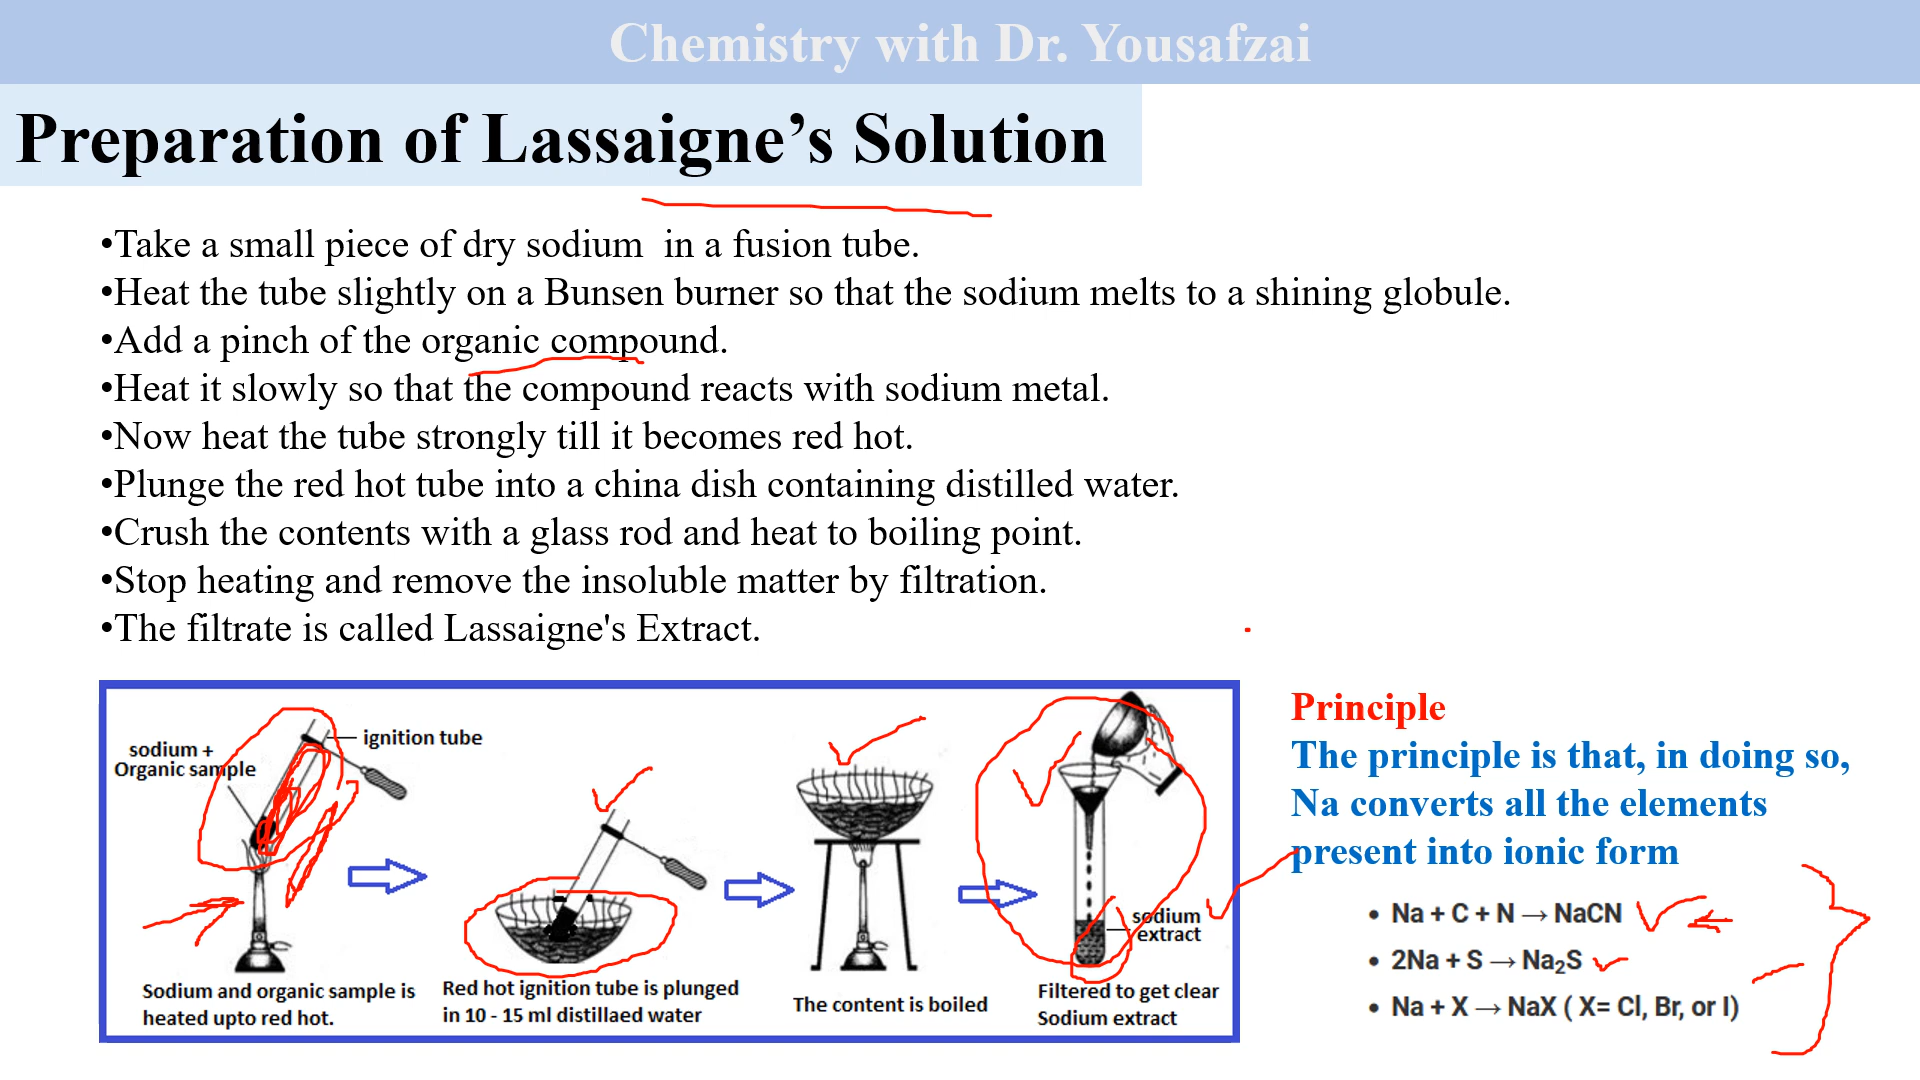 Chemistry with Dr. Yousafzai
Preparation of Lassaigne’s Solution
•Take a small piece of dry sodium  in a fusion tube.
•Heat the tube slightly on a Bunsen burner so that the sodium melts to a shining globule.
•Add a pinch of the organic compound.
•Heat it slowly so that the compound reacts with sodium metal.
•Now heat the tube strongly till it becomes red hot.
•Plunge the red hot tube into a china dish containing distilled water.
•Crush the contents with a glass rod and heat to boiling point.
•Stop heating and remove the insoluble matter by filtration.
•The filtrate is called Lassaigne's Extract.
sodium +
Organic sample
ignition tube
Sodium and organic sample is
heated upto red hot.
Red hot ignition tube is plunged
in 10 - 15 ml distillaed water
The content is boiled
sodium
extract
Filtered to get clear
Sodium extract
Principle
The principle is that, in doing so,
Na converts all the elements
present into ionic form
• Na + C + N → NaCN
• 2Na + S → Na₂S
• Na + X → NaX ( X= Cl, Br, or I)